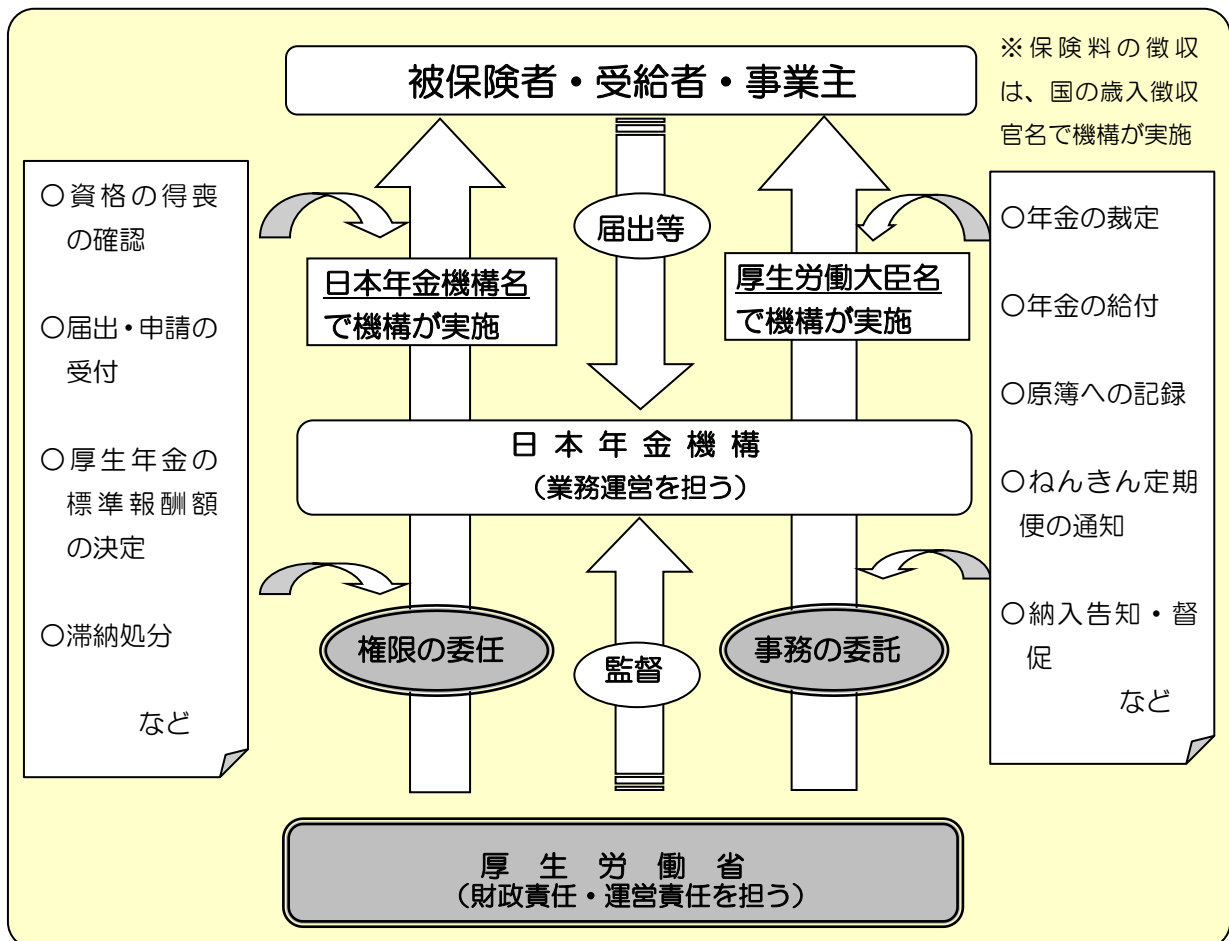 被保険者・受給者・事業主
※保険料の徴収
は、国の歳入徴収
官名で機構が実施
○資格の得喪
の確認
○届出・申請の
受付
○厚生年金の
標準報酬額
の決定
○滞納処分
など
日本年金機構名
で機構が実施
届出等
厚生労働大臣名
で機構が実施
○年金の裁定
○年金の給付
○原簿への記録
○ねんきん定期
便の通知
○納入告知・督
促
など
日本年金機構
（業務運営を担う）
権限の委任
監督
事務の委託
厚生労働省
（財政責任・運営責任を担う）